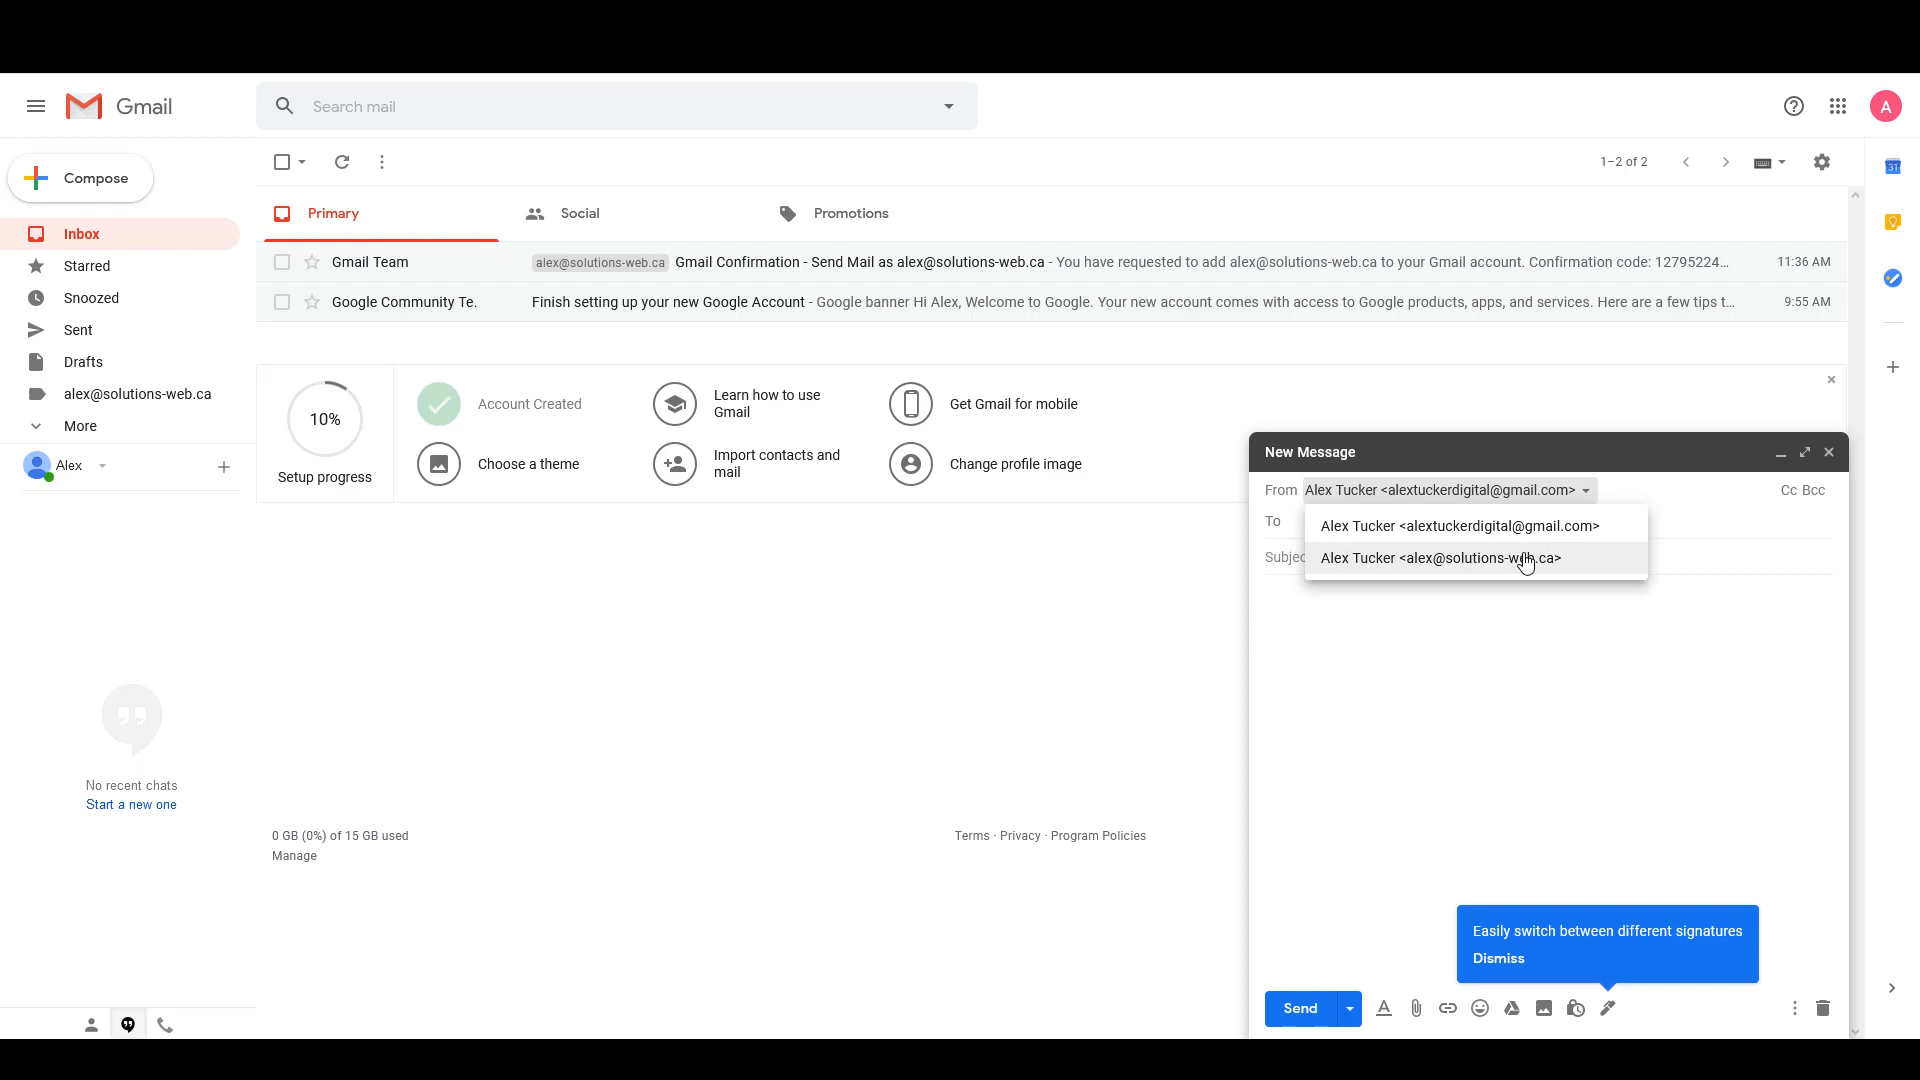 Gmail
Search mail
A
Compose
1–2 of 2
31
Inbox
Starred
Snoozed
Sent
Drafts
alex@solutions-web.ca
More
Alex
No recent chats
Start a new one
Primary
Social
Promotions
Gmail Team alex@solutions-web.ca Gmail Confirmation - Send Mail as alex@solutions-web.ca - You have requested to add alex@solutions-web.ca to your Gmail account. Confirmation code: 12795224... 11:36 AM
Google Community Te. Finish setting up your new Google Account - Google banner Hi Alex, Welcome to Google. Your new account comes with access to Google products, apps, and services. Here are a few tips t... 9:55 AM
10%
Setup progress
Account Created
Learn how to use
Gmail
Get Gmail for mobile
Choose a theme
Import contacts and
mail
Change profile image
0 GB (0%) of 15 GB used
Manage
Terms · Privacy · Program Policies
New Message
From Alex Tucker <alextuckerdigital@gmail.com>
Cc Bcc
To
Alex Tucker <alextuckerdigital@gmail.com>
Subjec
Alex Tucker <alex@solutions-web.ca>
Easily switch between different signatures
Dismiss
Send